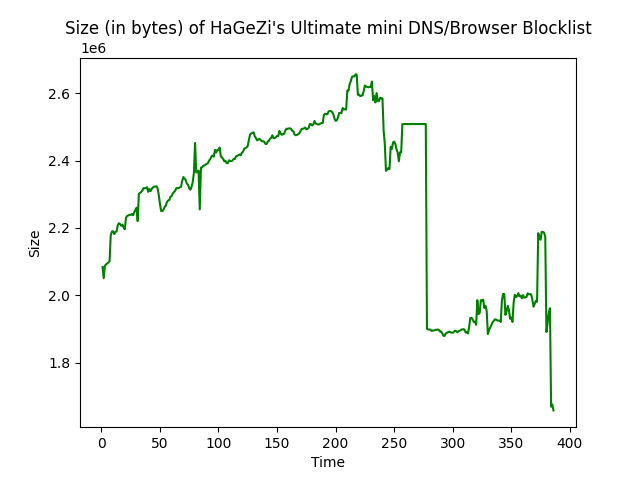 Size (in bytes) of HaGeZi's Ultimate mini DNS/Browser Blocklist
1e6
2.6
2.4
2.2
2.0
1.8
Size
0 50 100 150 200 250 300 350 400
Time